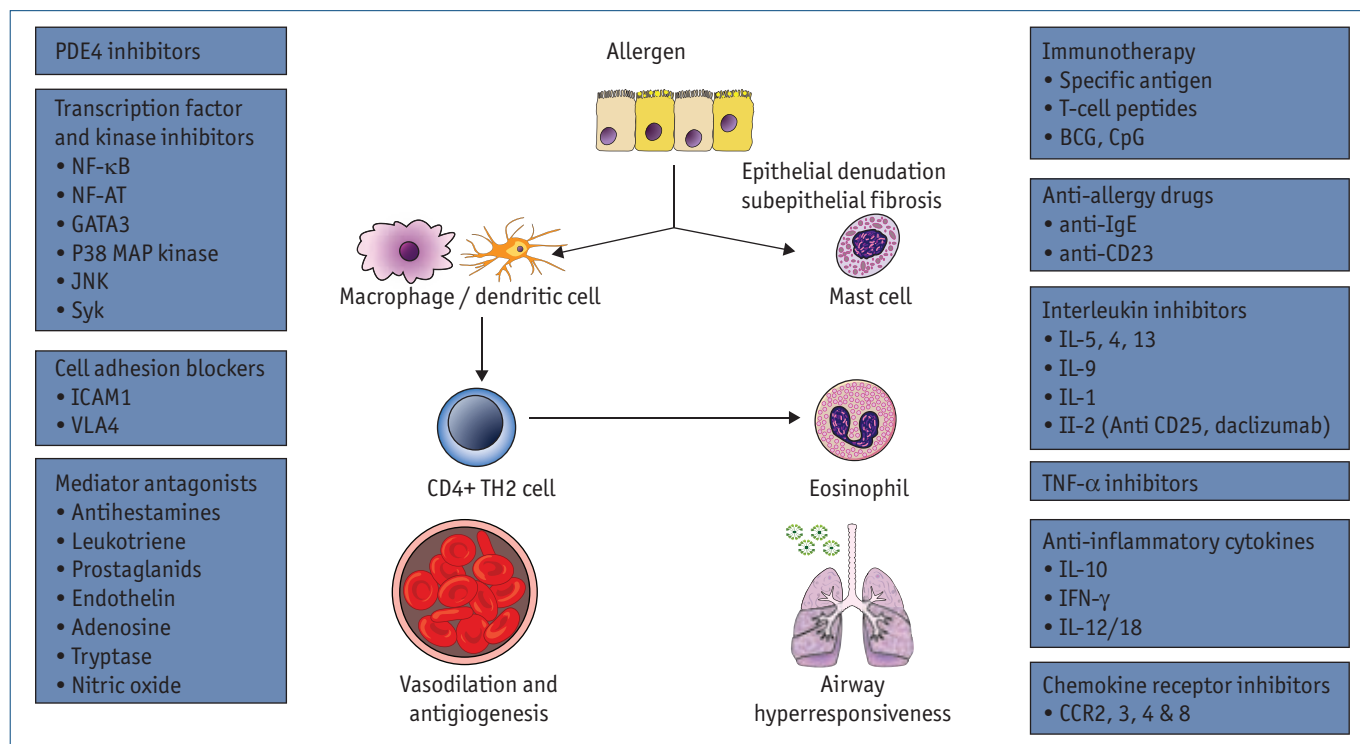 PDE4 inhibitors
Transcription factor
and kinase inhibitors
• NF-κB
• NF-AT
• GATA3
• P38 MAP kinase
• JNK
• Syk
Cell adhesion blockers
• ICAM1
• VLA4
Mediator antagonists
• Antihestamines
• Leukotriene
• Prostaglanids
• Endothelin
• Adenosine
• Tryptase
• Nitric oxide
Allergen
Epithelial denudation
subepithelial fibrosis
Macrophage / dendritic cell
Mast cell
CD4+ TH2 cell
Eosinophil
Vasodilation and
antigiogenesis
Airway
hyperresponsiveness
Immunotherapy
• Specific antigen
• T-cell peptides
• BCG, CpG
Anti-allergy drugs
• anti-IgE
• anti-CD23
Interleukin inhibitors
• IL-5, 4, 13
• IL-9
• IL-1
• II-2 (Anti CD25, daclizumab)
TNF-α inhibitors
Anti-inflammatory cytokines
• IL-10
• IFN-γ
• IL-12/18
Chemokine receptor inhibitors
• CCR2, 3, 4 & 8